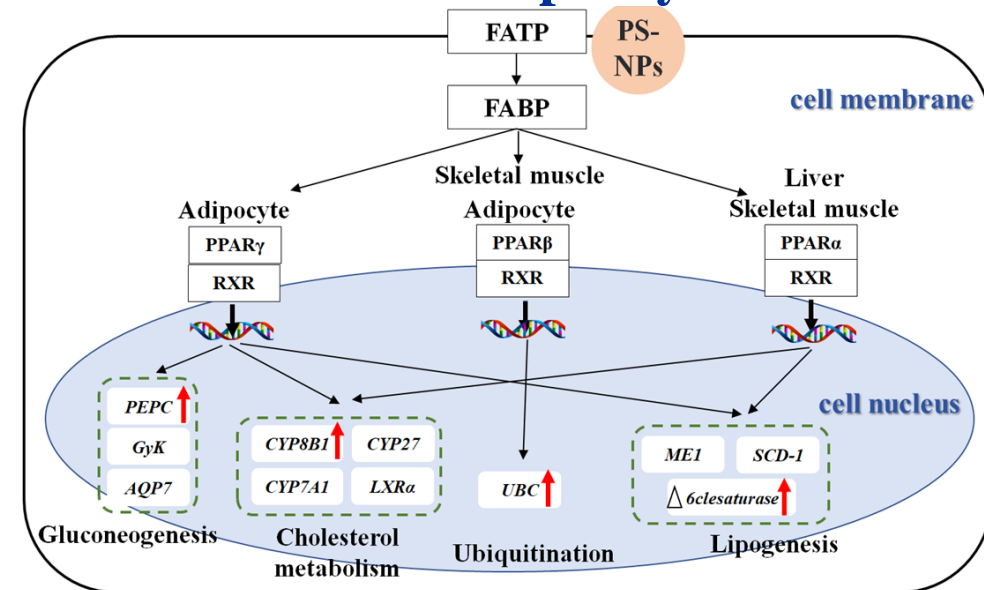 FATP
PS-
NPs
FABP
cell membrane
Skeletal muscle
Adipocyte
Liver
Skeletal muscle
Adipocyte
PPARγ
RXR
PPARβ
RXR
PPARα
RXR
cell nucleus
PEPC
GyK
AQP7
Gluconeogenesis
CYP8B1
CYP27
CYP7A1
LXRα
Cholesterol
metabolism
UBC
Ubiquitination
ME1
SCD-1
△ 6clesaturase
Lipogenesis